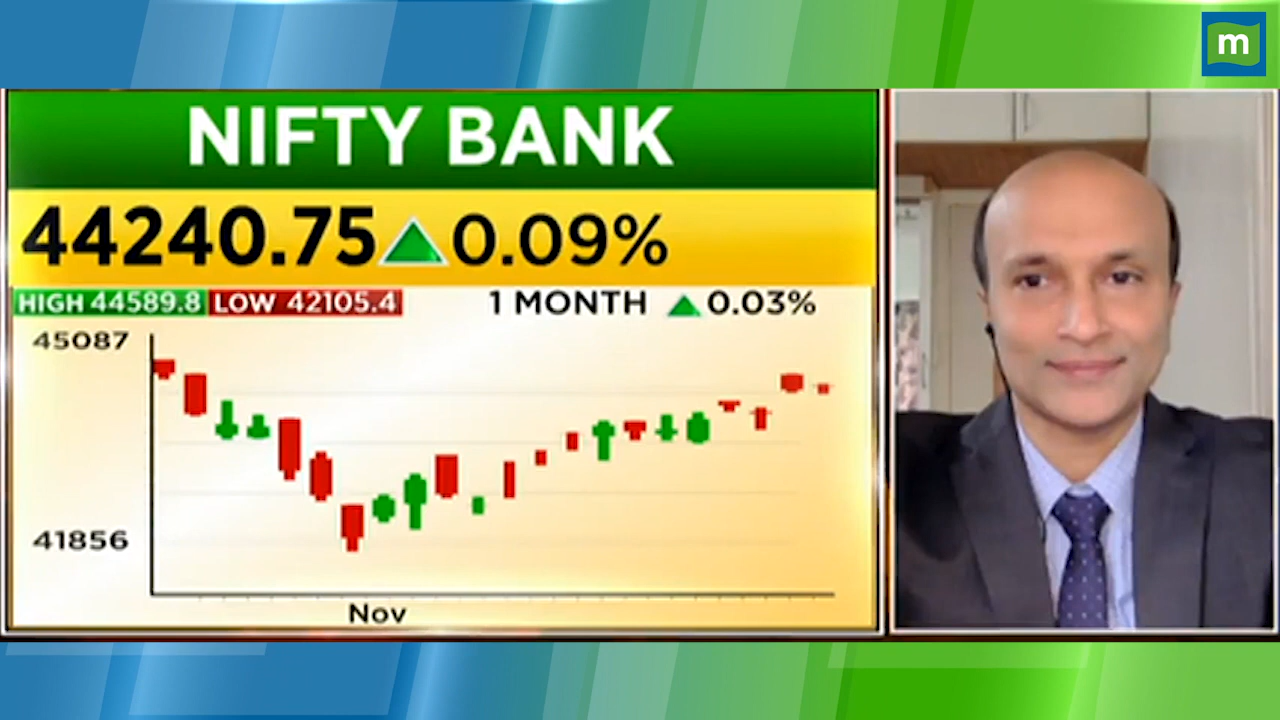 m
NIFTY BANK
44240.75 0.09%
HIGH 44589.8 LOW 42105.4 1 MONTH 0.03%
45087
41856
Nov